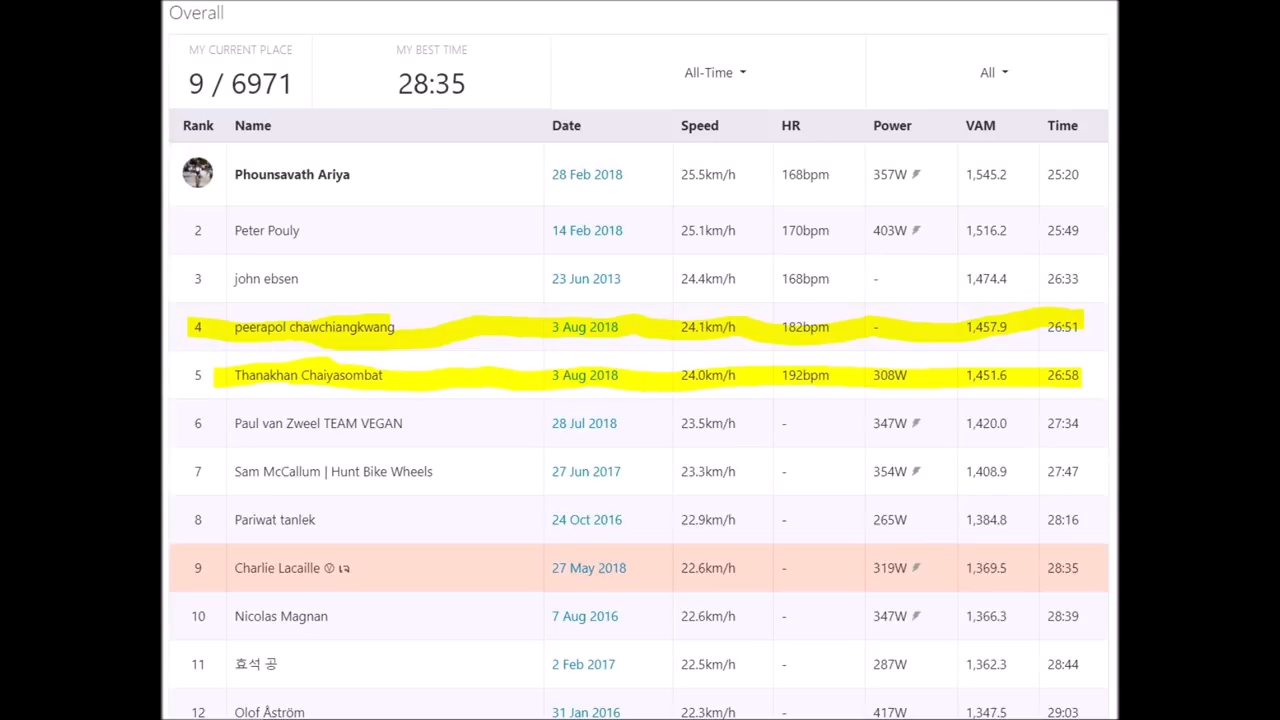 Overall
MY CURRENT PLACE MY BEST TIME
9 / 6971 28:35 All-Time All
Rank Name Date Speed HR Power VAM Time
Phounsavath Ariya 28 Feb 2018 25.5km/h 168bpm 357W 1,545.2 25:20
2 Peter Pouly 14 Feb 2018 25.1km/h 170bpm 403W 1,516.2 25:49
3 john ebsen 23 Jun 2013 24.4km/h 168bpm - 1,474.4 26:33
4 peerapol chawchiangkwang 3 Aug 2018 24.1km/h 182bpm - 1,457.9 26:51
5 Thanakhan Chaiyasombat 3 Aug 2018 24.0km/h 192bpm 308W 1,451.6 26:58
6 Paul van Zweel TEAM VEGAN 28 Jul 2018 23.5km/h - 347W 1,420.0 27:34
7 Sam McCallum | Hunt Bike Wheels 27 Jun 2017 23.3km/h - 354W 1,408.9 27:47
8 Pariwat tanlek 24 Oct 2016 22.9km/h - 265W 1,384.8 28:16
9 Charlie Lacaille Ⓥ เจ 27 May 2018 22.6km/h - 319W 1,369.5 28:35
10 Nicolas Magnan 7 Aug 2016 22.6km/h - 347W 1,366.3 28:39
11 효석 공 2 Feb 2017 22.5km/h - 287W 1,362.3 28:44
12 Olof Åström 31 Jan 2016 22.3km/h - 417W 1,347.5 29:03